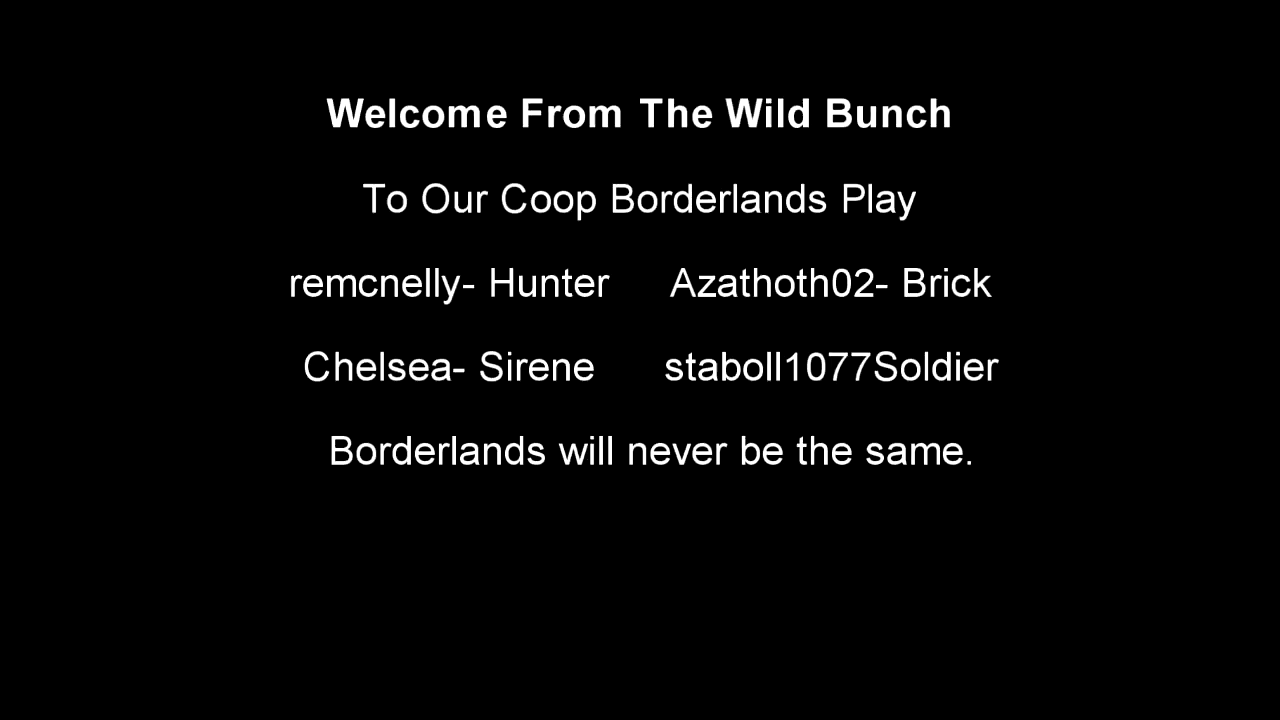 Welcome From The Wild Bunch
To Our Coop Borderlands Play
remcnelly- Hunter Azathoth02- Brick
Chelsea- Sirene staboll1077Soldier
Borderlands will never be the same.